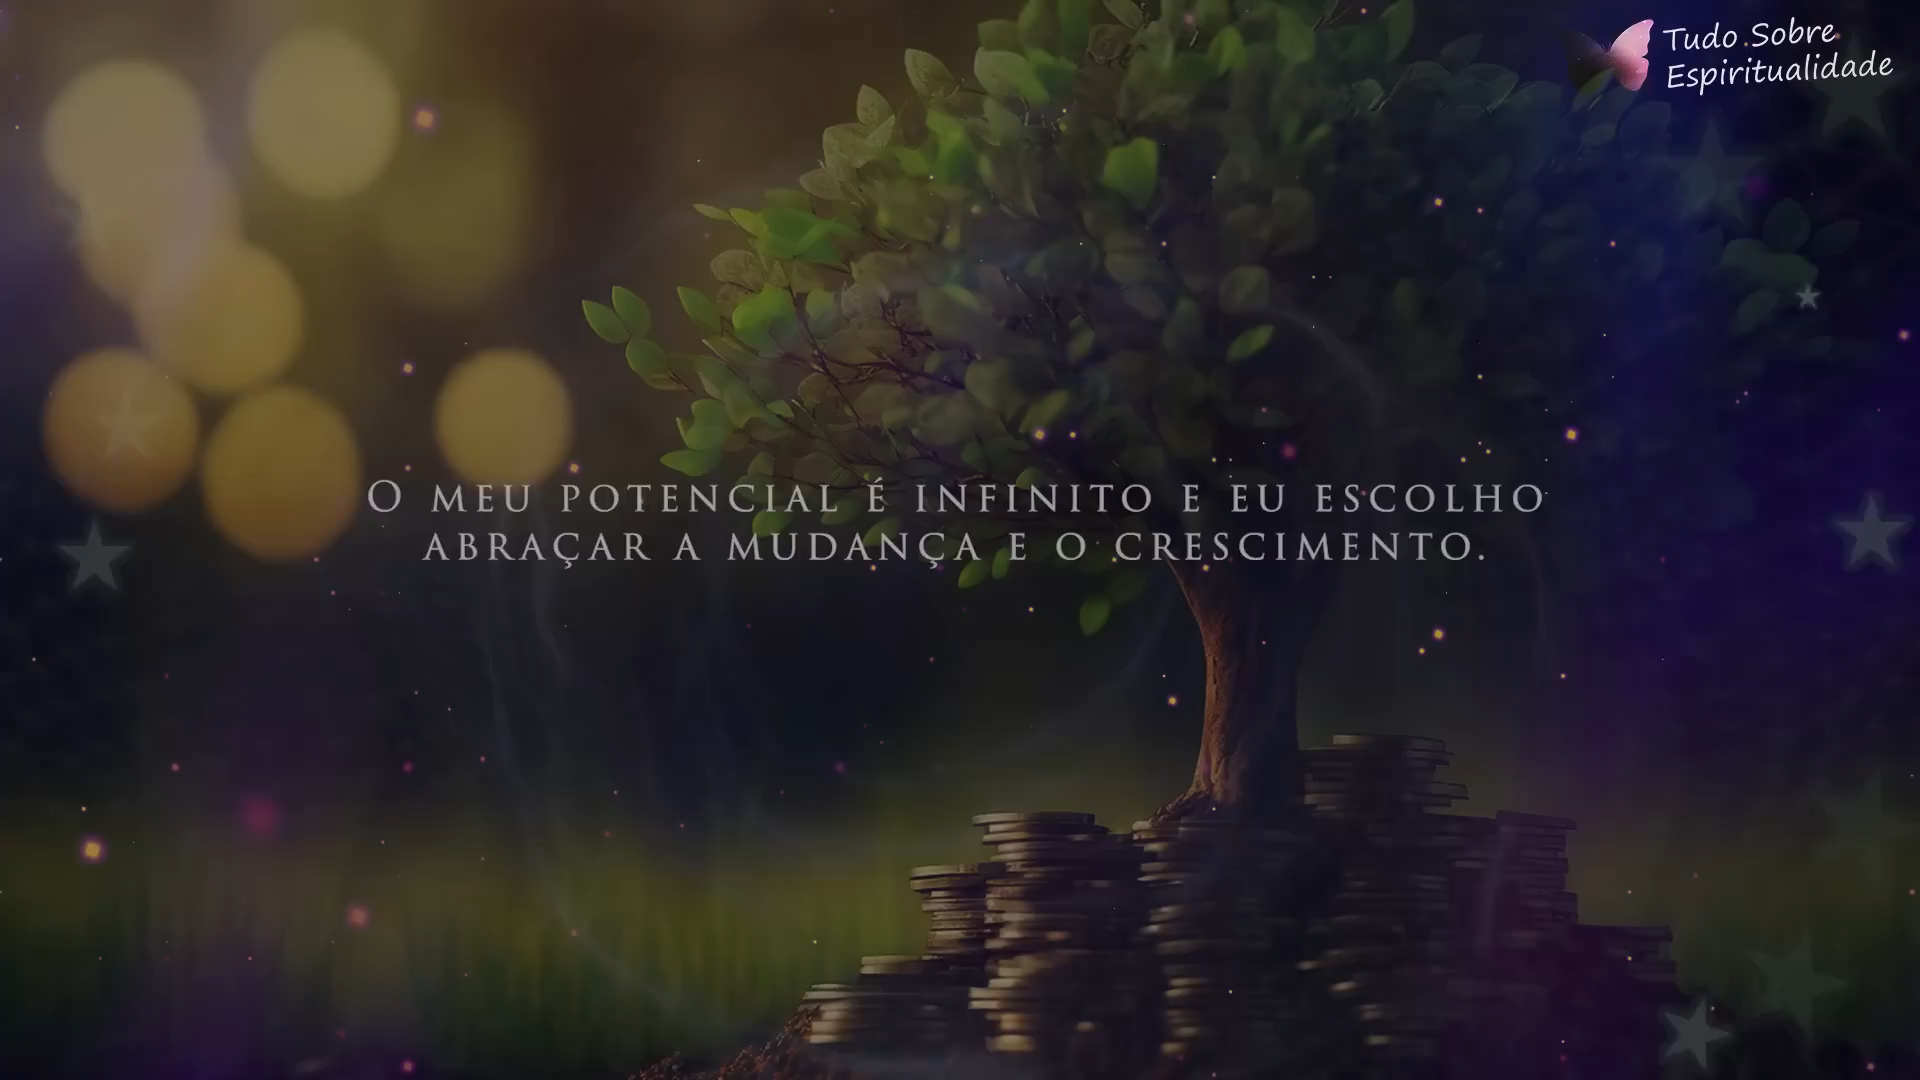 Tudo Sobre
Espiritualidade
O MEU POTENCIAL É INFINITO E EU ESCOLHO
ABRAÇAR A MUDANÇA E O CRESCIMENTO.